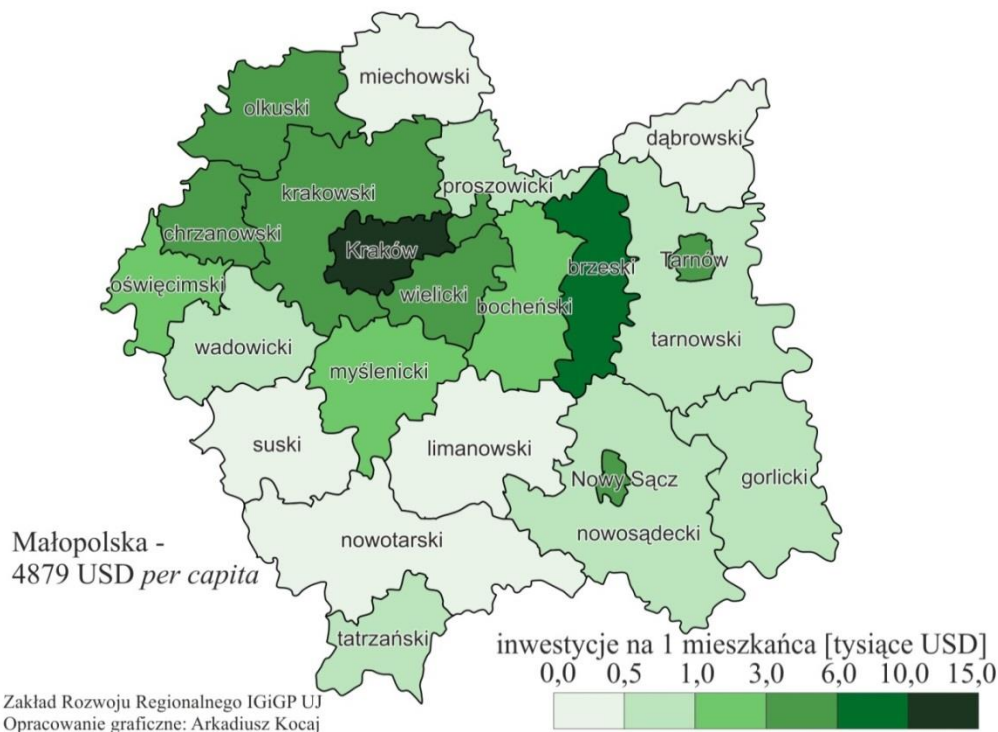 miechowski
olkuski
dąbrowski
krakowski
proszowicki
chrzanowski
Kraków
Tarnów
brzeski
oświęcimski
wielicki
bocheński
wadowicki
tarnowski
myślenicki
suski
limanowski
Nowy Sącz
gorlicki
nowotarski
nowosądecki
Małopolska -
4879 USD per capita
tatrzański
inwestycje na 1 mieszkańca [tysiące USD]
0,0 0,5 1,0 3,0 6,0 10,0 15,0
Zakład Rozwoju Regionalnego IGiGP UJ
Opracowanie graficzne: Arkadiusz Kocaj